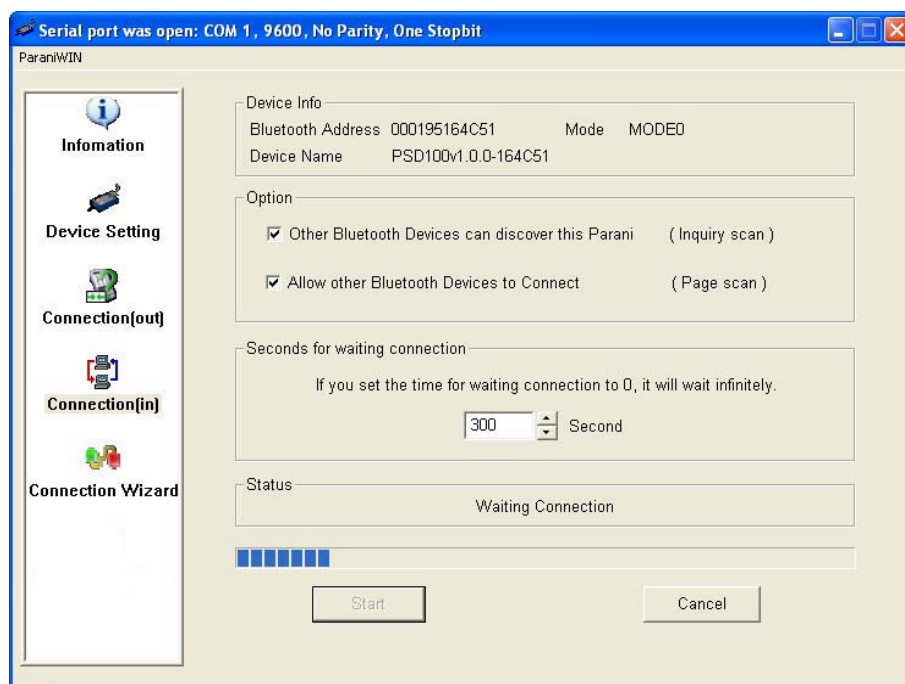 Serial port was open: COM 1, 9600, No Parity, One Stopbit
ParaniWIN
Infomation
Device Setting
Connection(out)
Connection(in)
Connection Wizard
Device Info
Bluetooth Address 000195164C51 Mode MODE0
Device Name PSD100v1.0.0-164C51
Option
Other Bluetooth Devices can discover this Parani ( Inquiry scan )
Allow other Bluetooth Devices to Connect ( Page scan )
Seconds for waiting connection
If you set the time for waiting connection to 0, it will wait infinitely.
300 Second
Status
Waiting Connection
Start Cancel